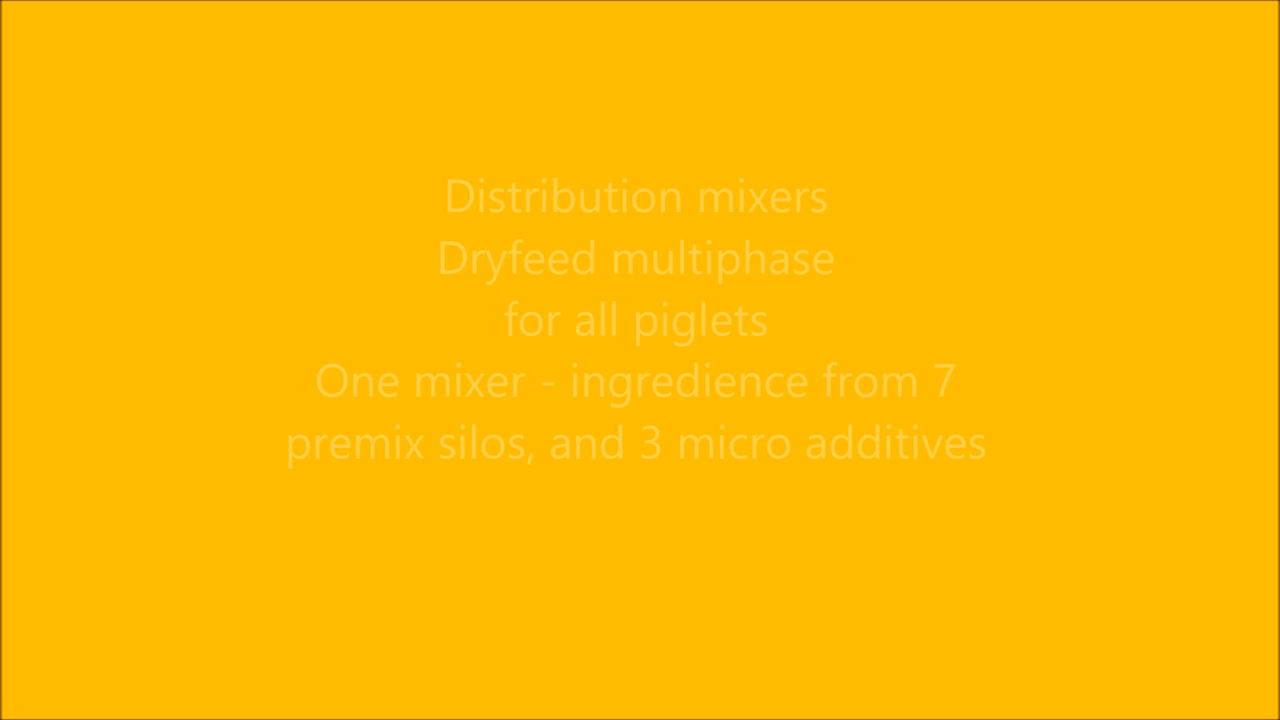 Distribution mixers
Dryfeed multiphase
for all piglets
One mixer - ingredience from 7
premix silos, and 3 micro additives